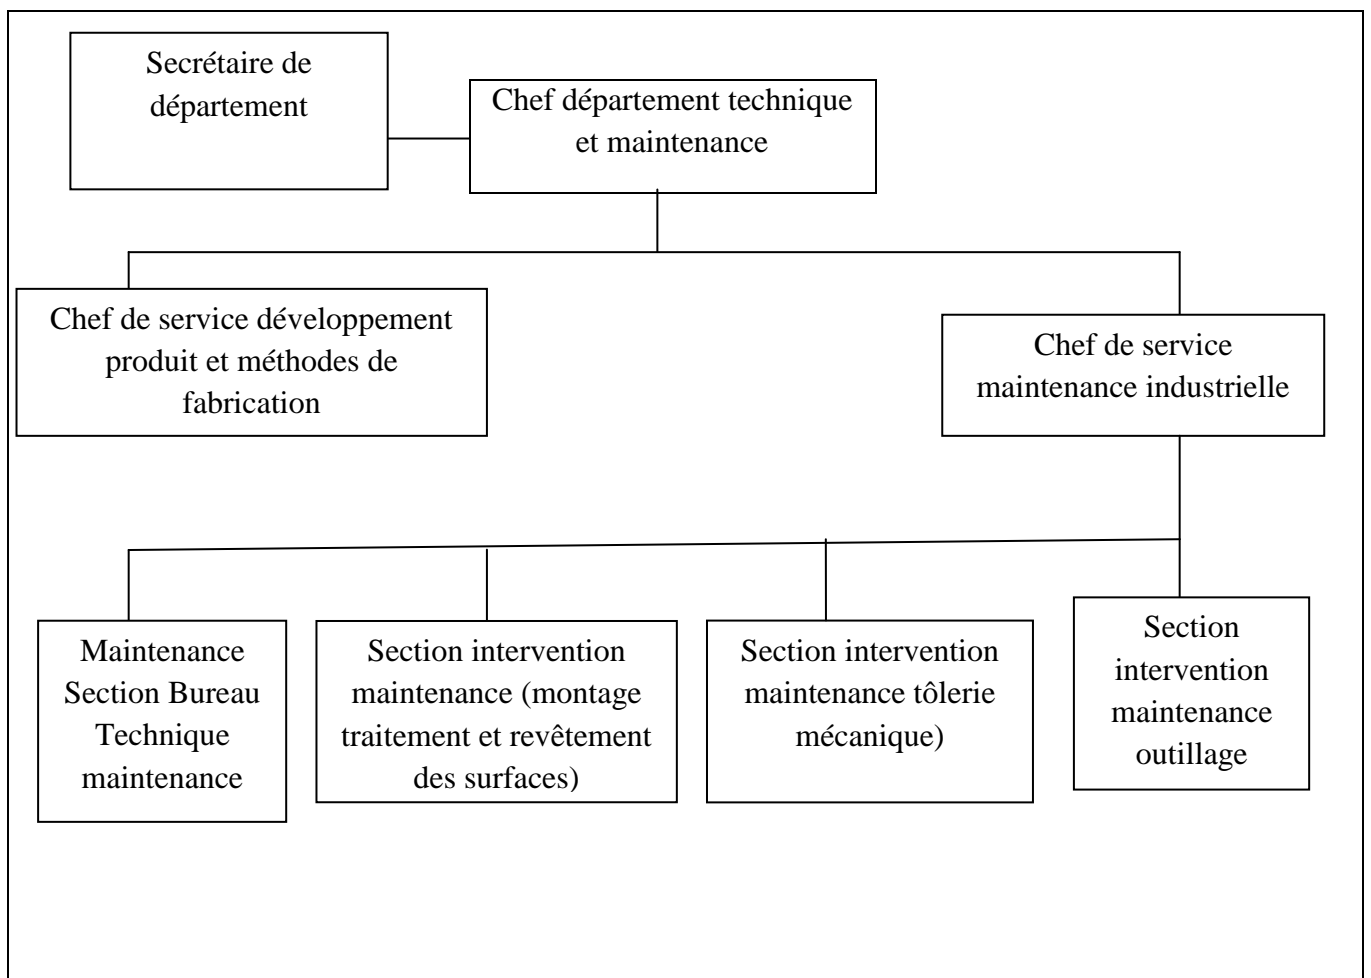 Secrétaire de
département
Chef département technique
et maintenance
Chef de service développement
produit et méthodes de
fabrication
Chef de service
maintenance industrielle
Maintenance
Section Bureau
Technique
maintenance
Section intervention
maintenance (montage
traitement et revêtement
des surfaces)
Section intervention
maintenance tôlerie
mécanique)
Section
intervention
maintenance
outillage